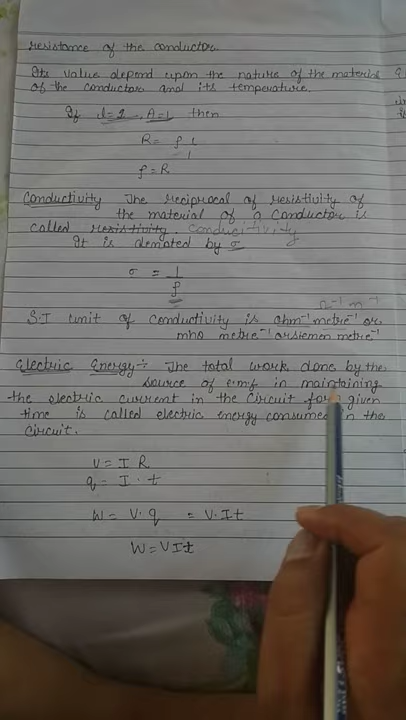 resistance of the conductor.
Its value depend upon the nature of the material
of the conductor and its temperature.
If l=1, A=1 then
R = ρ l
1
ρ = R
Conductivity The reciprocal of resistivity of
the material of a conductor is
called resistivity. Conductivity
It is denoted by σ
σ = 1
ρ
Ω⁻¹ m⁻¹
S.I unit of conductivity is ohm⁻¹ metre⁻¹ or
mho metre⁻¹ or siemen metre⁻¹
Electric Energy÷ The total work done by the
source of e.m.f in maintaining
the electric current in the circuit for given
time is called electric energy consumed in the
circuit.
V = I R
q = I · t
W = V · q = V · It
W = VIt